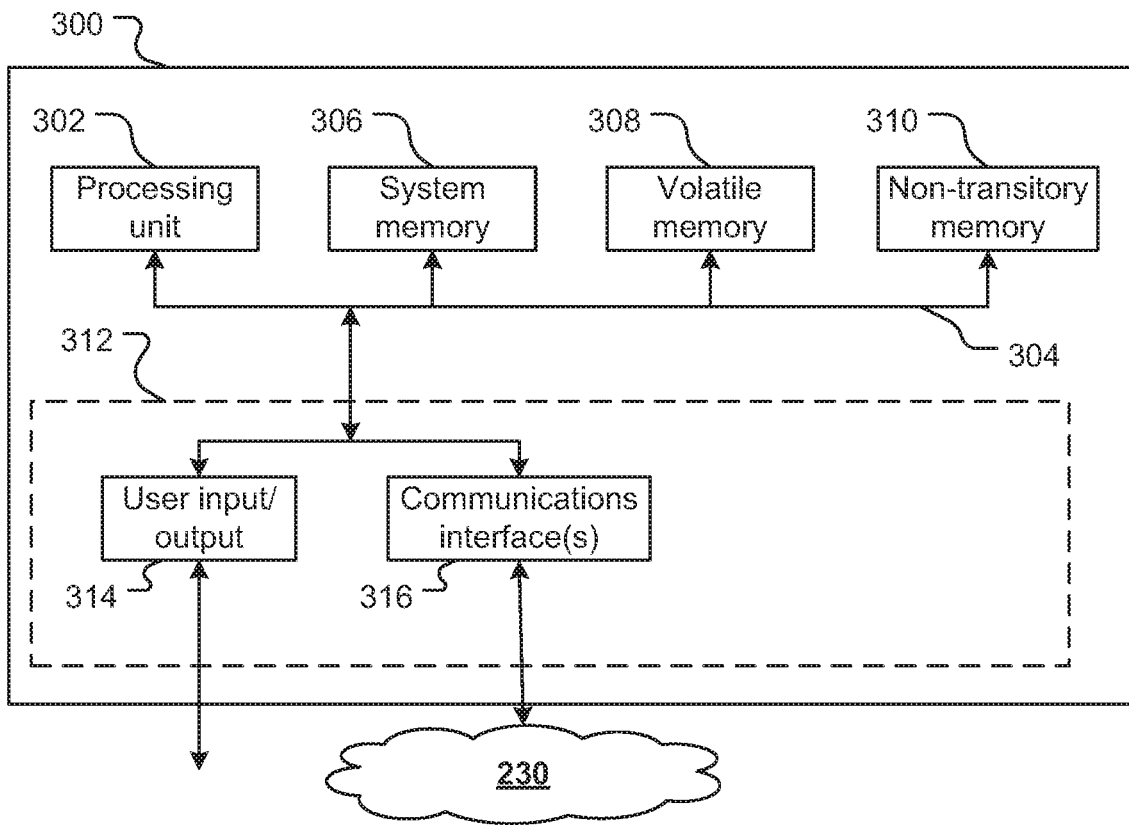 300
302
306
308
310
Processing
unit
System
memory
Volatile
memory
Non-transitory
memory
312
304
User input/
output
Communications
interface(s)
314
316
230